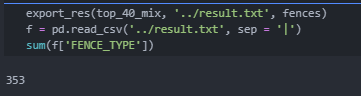 export_res(top_40_mix, '../result.txt', fences)
f = pd.read_csv('../result.txt', sep = '|')
sum(f['FENCE_TYPE'])
353